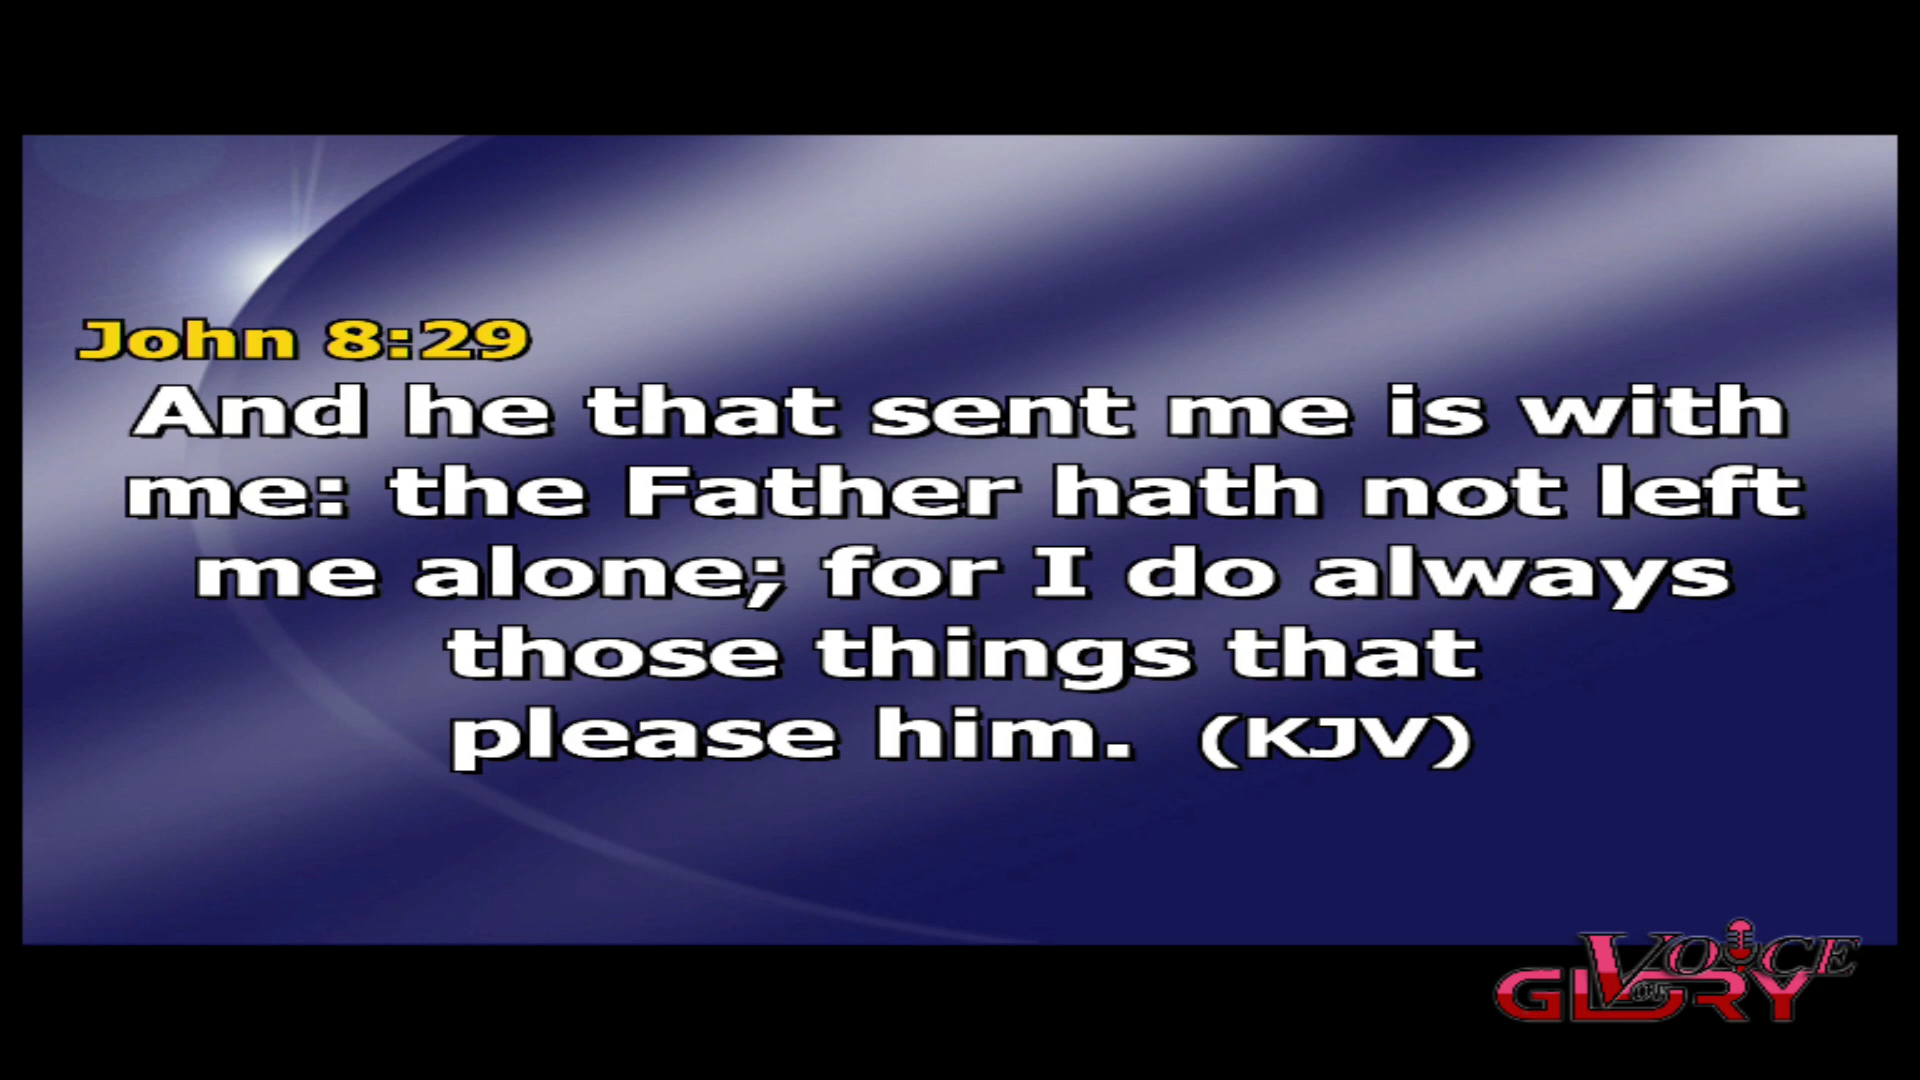 John 8:29
And he that sent me is with
me: the Father hath not left
me alone; for I do always
those things that
please him. (KJV)
VOICE
OF
GLORY